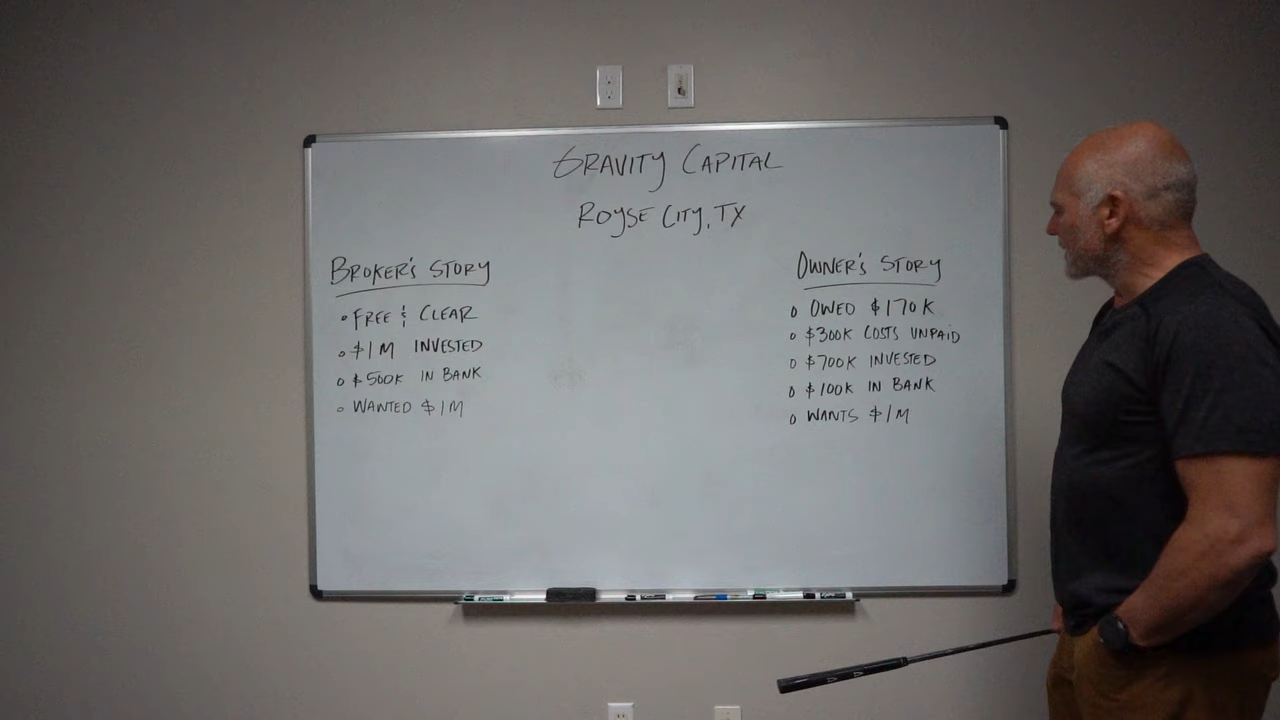 GRAVITY CAPITAL
ROYSE CITY, TX
BROKER'S STORY
FREE & CLEAR
$1M INVESTED
$500K IN BANK
WANTED $1M
OWNER'S STORY
OWED $170K
$300K COSTS UNPAID
$700K INVESTED
$100K IN BANK
WANTS $1M